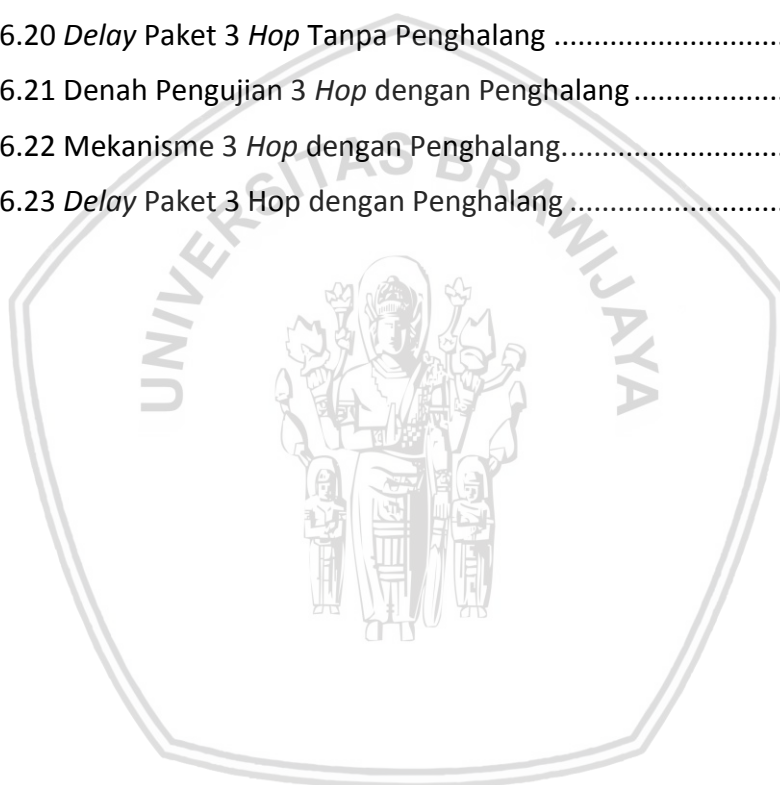 6.20 Delay Paket 3 Hop Tanpa Penghalang ..............................
6.21 Denah Pengujian 3 Hop dengan Penghalang....................
6.22 Mekanisme 3 Hop dengan Penghalang.............................
6.23 Delay Paket 3 Hop dengan Penghalang ...........................
UNIVERSITAS BRAWIJAYA